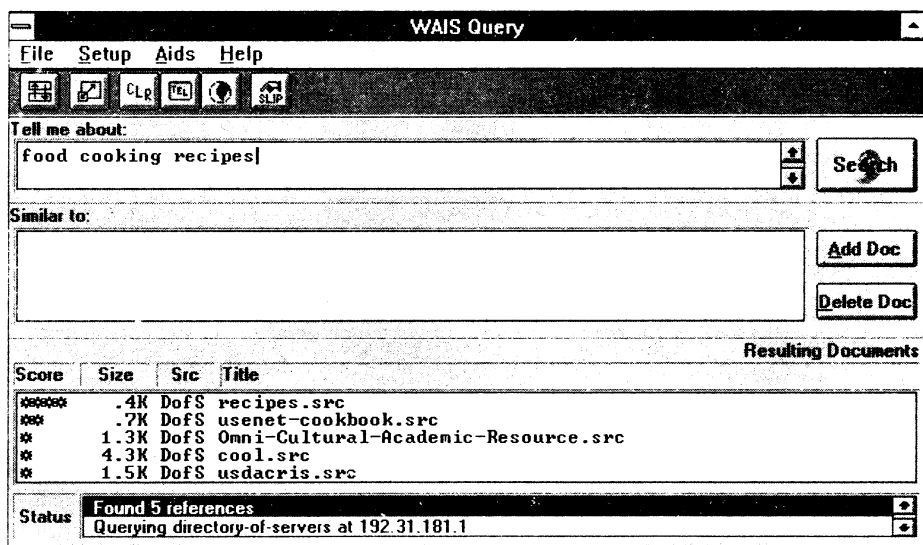 WAIS Query
File Setup Aids Help
CLR TEL SLIP
Tell me about:
food cooking recipes
Search
Similar to:
Add Doc
Delete Doc
Resulting Documents
Score Size Src Title
.4K DofS recipes.src
.7K DofS usenet-cookbook.src
1.3K DofS Omni-Cultural-Academic-Resource.src
4.3K DofS cool.src
1.5K DofS usdacris.src
Status Found 5 references
Querying directory-of-servers at 192.31.181.1